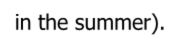 in the summer).